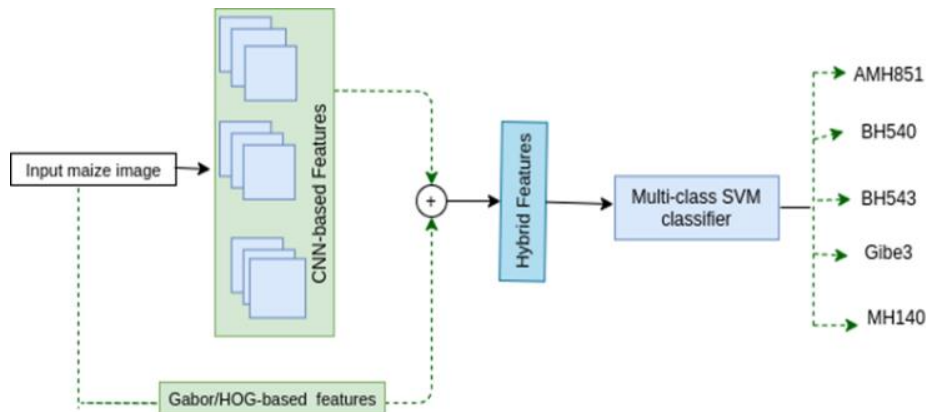 Input maize image
CNN-based Features
Gabor/HOG-based features
+
Hybrid Features
Multi-class SVM
classifier
AMH851
BH540
BH543
Gibe3
MH140